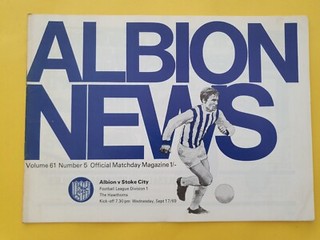 ALBION
NEWS
Volume 61 Number 5 Official Matchday Magazine 1/-
Albion v Stoke City
Football League Division 1
The Hawthorns
Kick-off 7.30 pm Wednesday, Sept 17/69